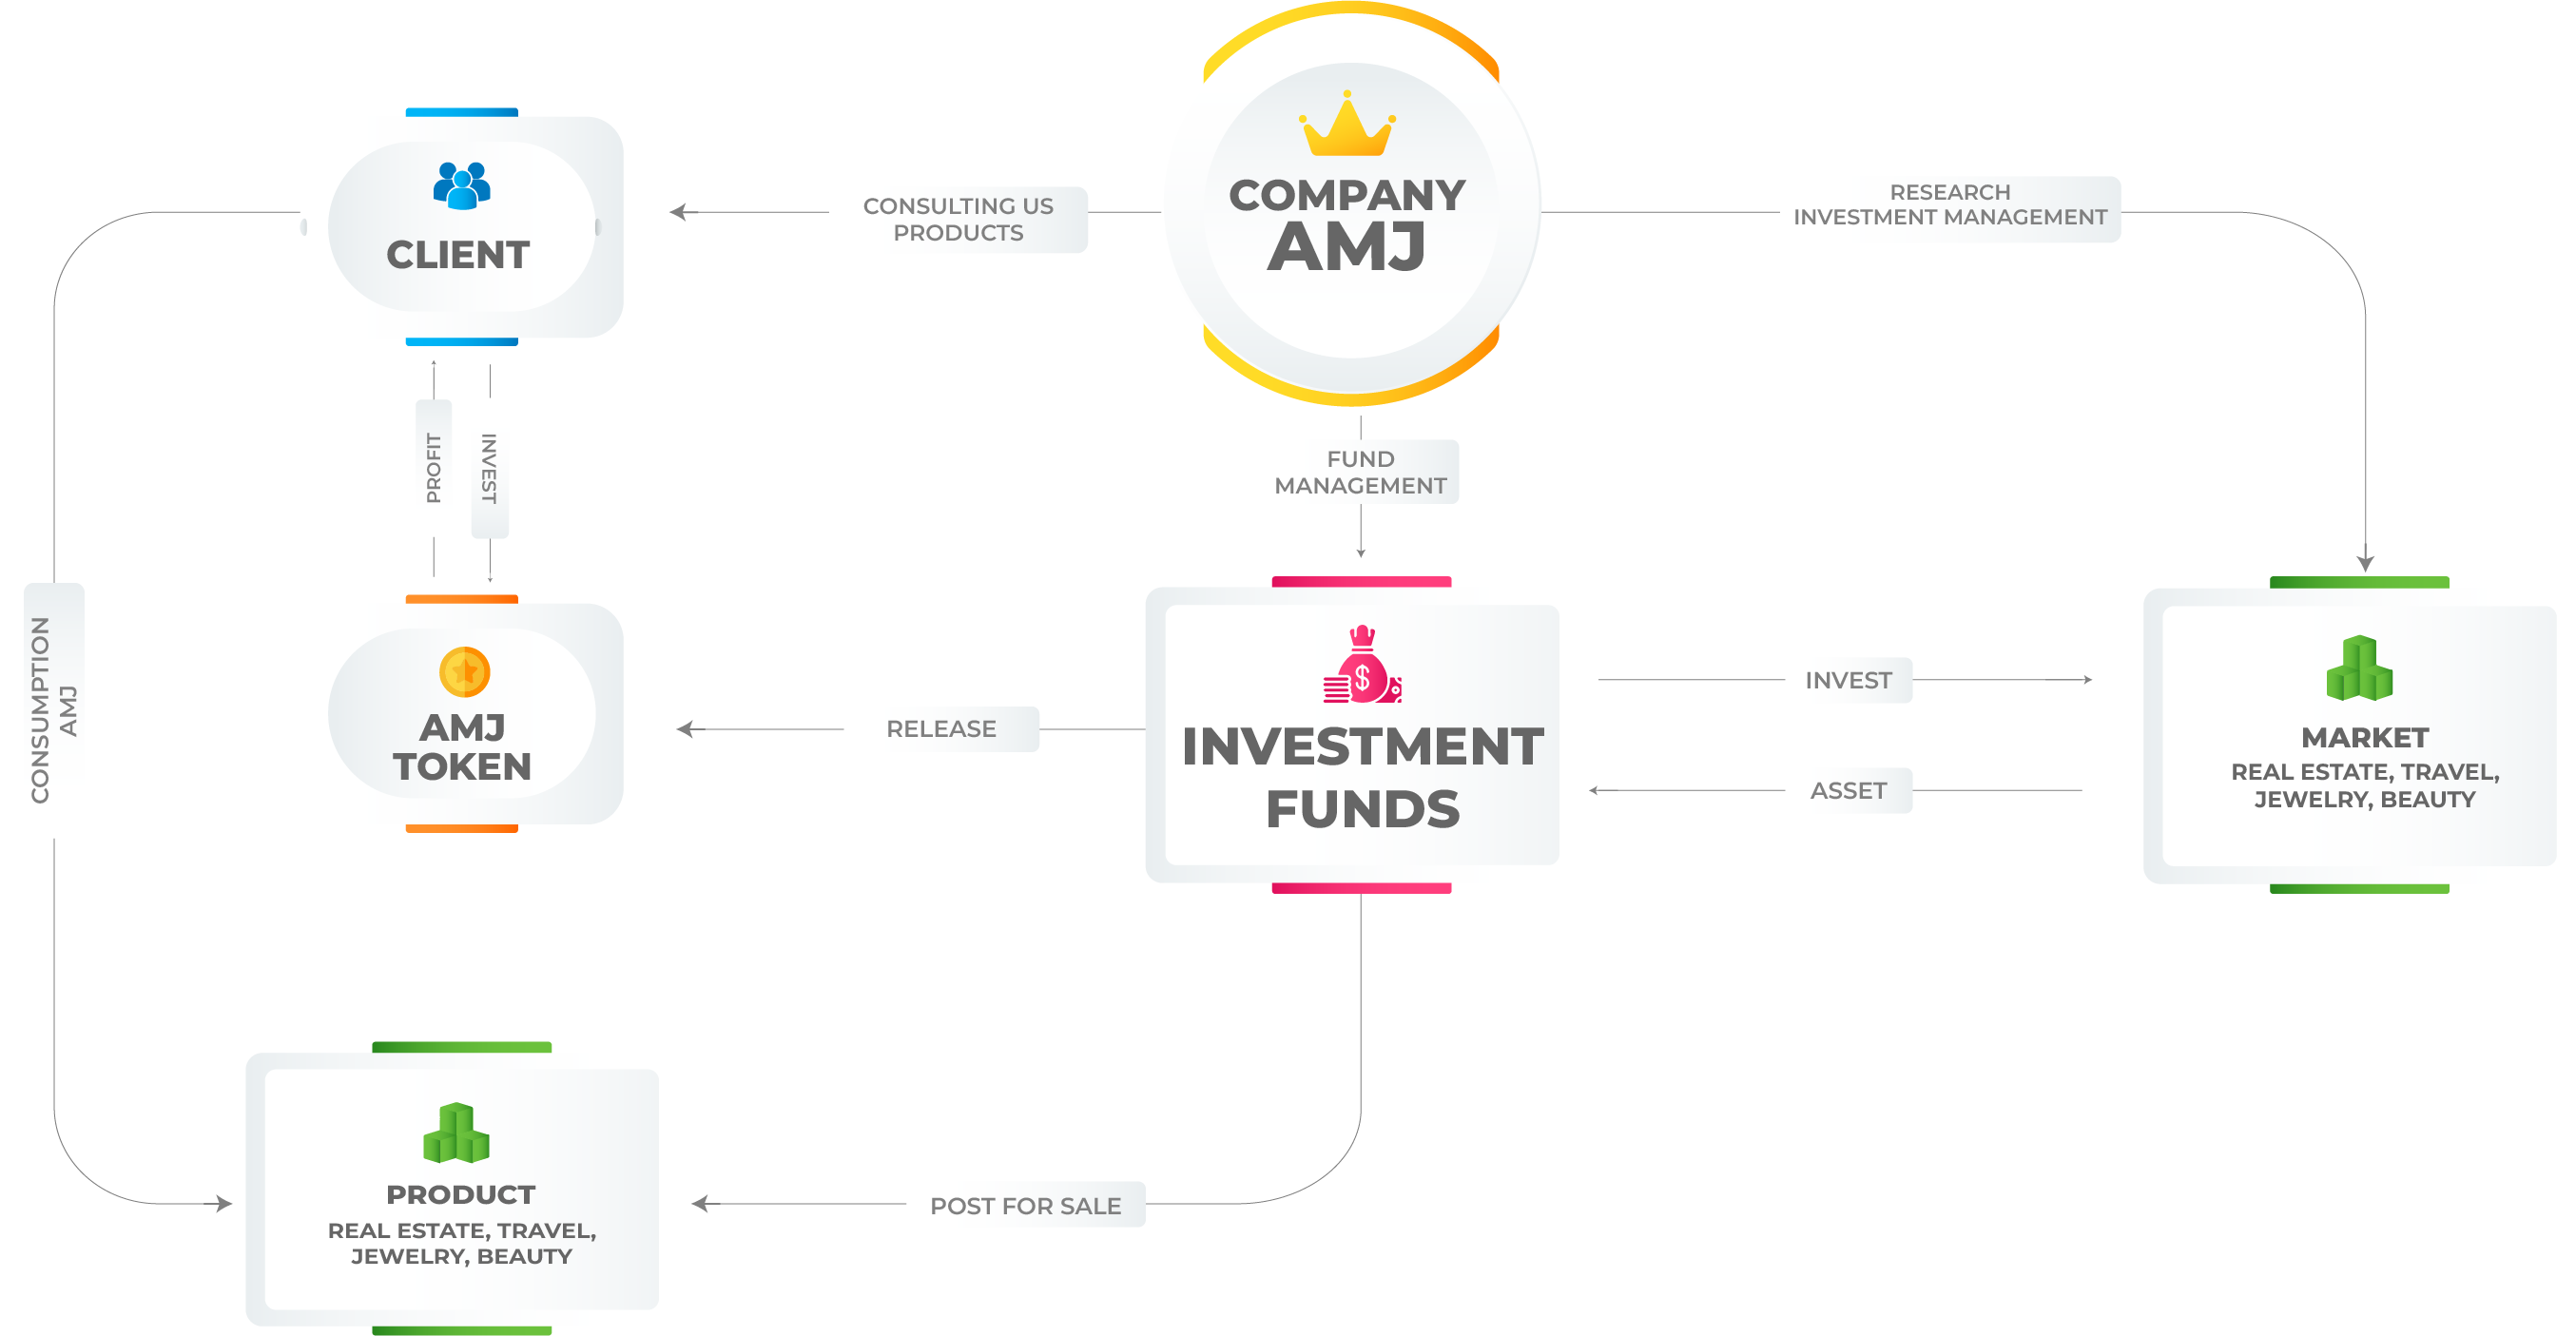 COMPANY
AMJ
CONSULTING US
PRODUCTS
RESEARCH
INVESTMENT MANAGEMENT
CLIENT
PROFIT
INVEST
FUND
MANAGEMENT
CONSUMPTION
AMJ
AMJ
TOKEN
RELEASE
INVESTMENT
FUNDS
INVEST
ASSET
MARKET
REAL ESTATE, TRAVEL,
JEWELRY, BEAUTY
PRODUCT
REAL ESTATE, TRAVEL,
JEWELRY, BEAUTY
POST FOR SALE